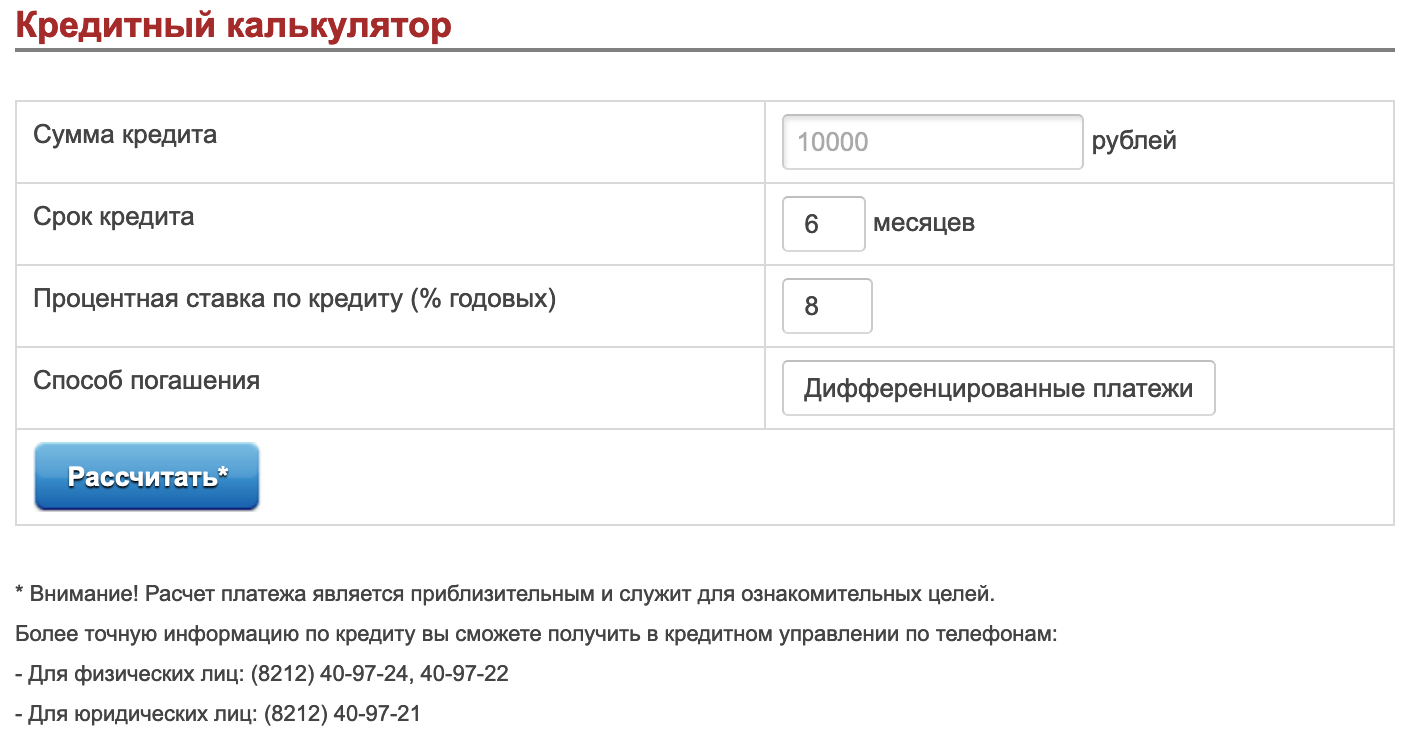 Кредитный калькулятор
Сумма кредита
10000 рублей
Срок кредита
6 месяцев
Процентная ставка по кредиту (% годовых)
8
Способ погашения
Дифференцированные платежи
Рассчитать*
* Внимание! Расчет платежа является приблизительным и служит для ознакомительных целей.
Более точную информацию по кредиту вы сможете получить в кредитном управлении по телефонам:
- Для физических лиц: (8212) 40-97-24, 40-97-22
- Для юридических лиц: (8212) 40-97-21